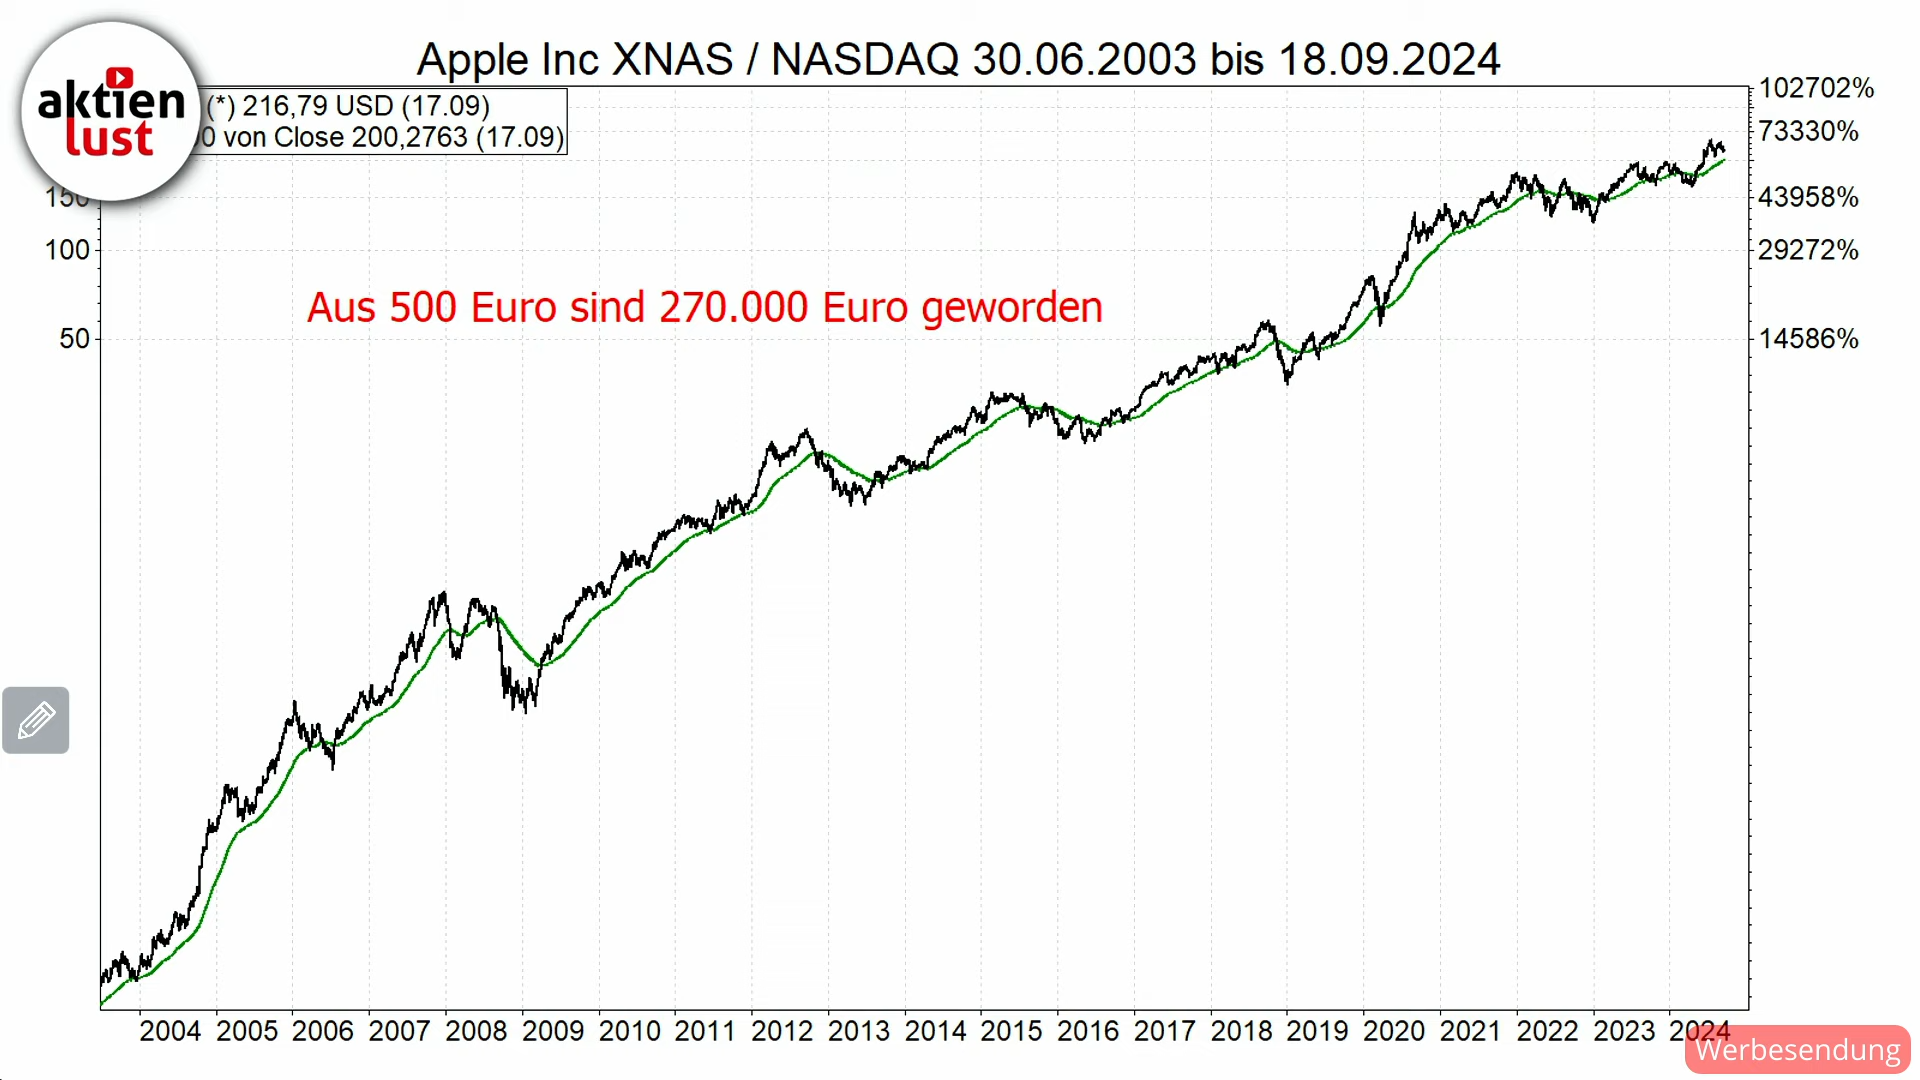 Apple Inc XNAS / NASDAQ 30.06.2003 bis 18.09.2024
aktien
lust
(*) 216,79 USD (17.09)
0 von Close 200,2763 (17.09)
150
100
50
102702%
73330%
43958%
29272%
14586%
Aus 500 Euro sind 270.000 Euro geworden
2004 2005 2006 2007 2008 2009 2010 2011 2012 2013 2014 2015 2016 2017 2018 2019 2020 2021 2022 2023 2024
Werbesendung